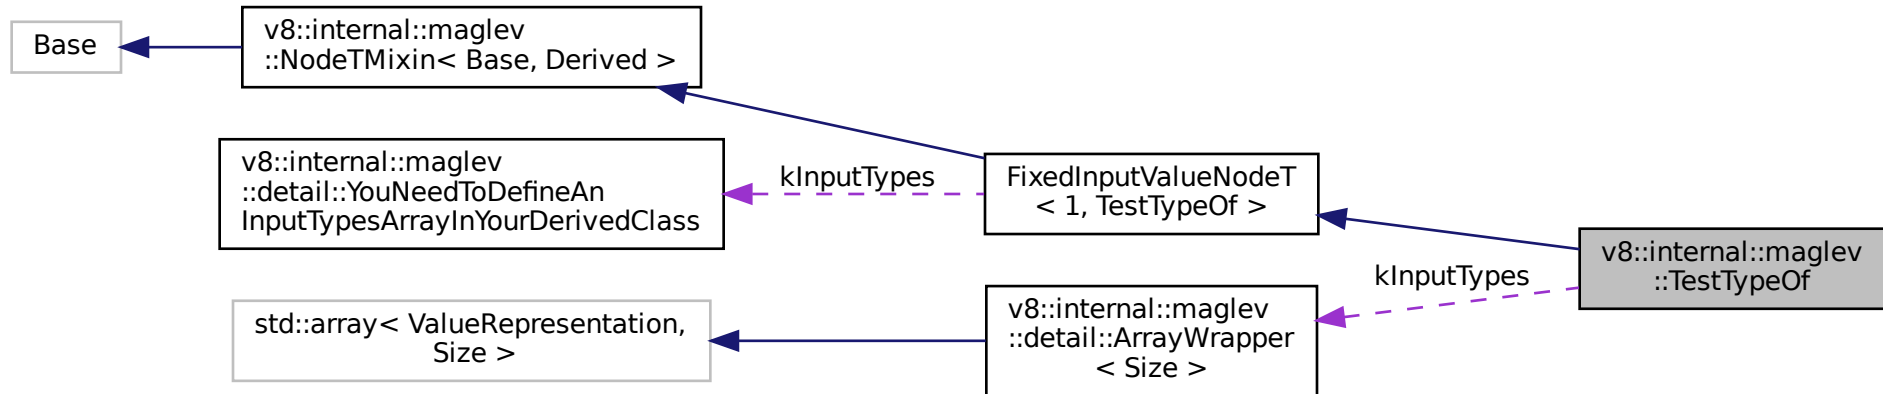 Base
v8::internal::maglev
::NodeTMixin< Base, Derived >
v8::internal::maglev
::detail::YouNeedToDefineAn
InputTypesArrayInYourDerivedClass
kInputTypes
FixedInputValueNodeT
< 1, TestTypeOf >
v8::internal::maglev
::TestTypeOf
kInputTypes
std::array< ValueRepresentation,
Size >
v8::internal::maglev
::detail::ArrayWrapper
< Size >